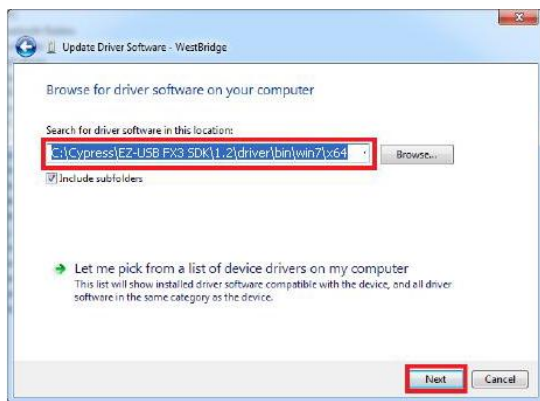 Update Driver Software - WestBridge
Browse for driver software on your computer
Search for driver software in this location:
C:\Cypress\EZ-USB FX3 SDK\1.2\driver\bin\win7\x64
Browse...
Include subfolders
Let me pick from a list of device drivers on my computer
This list will show installed driver software compatible with the device, and all driver
software in the same category as the device.
Next
Cancel